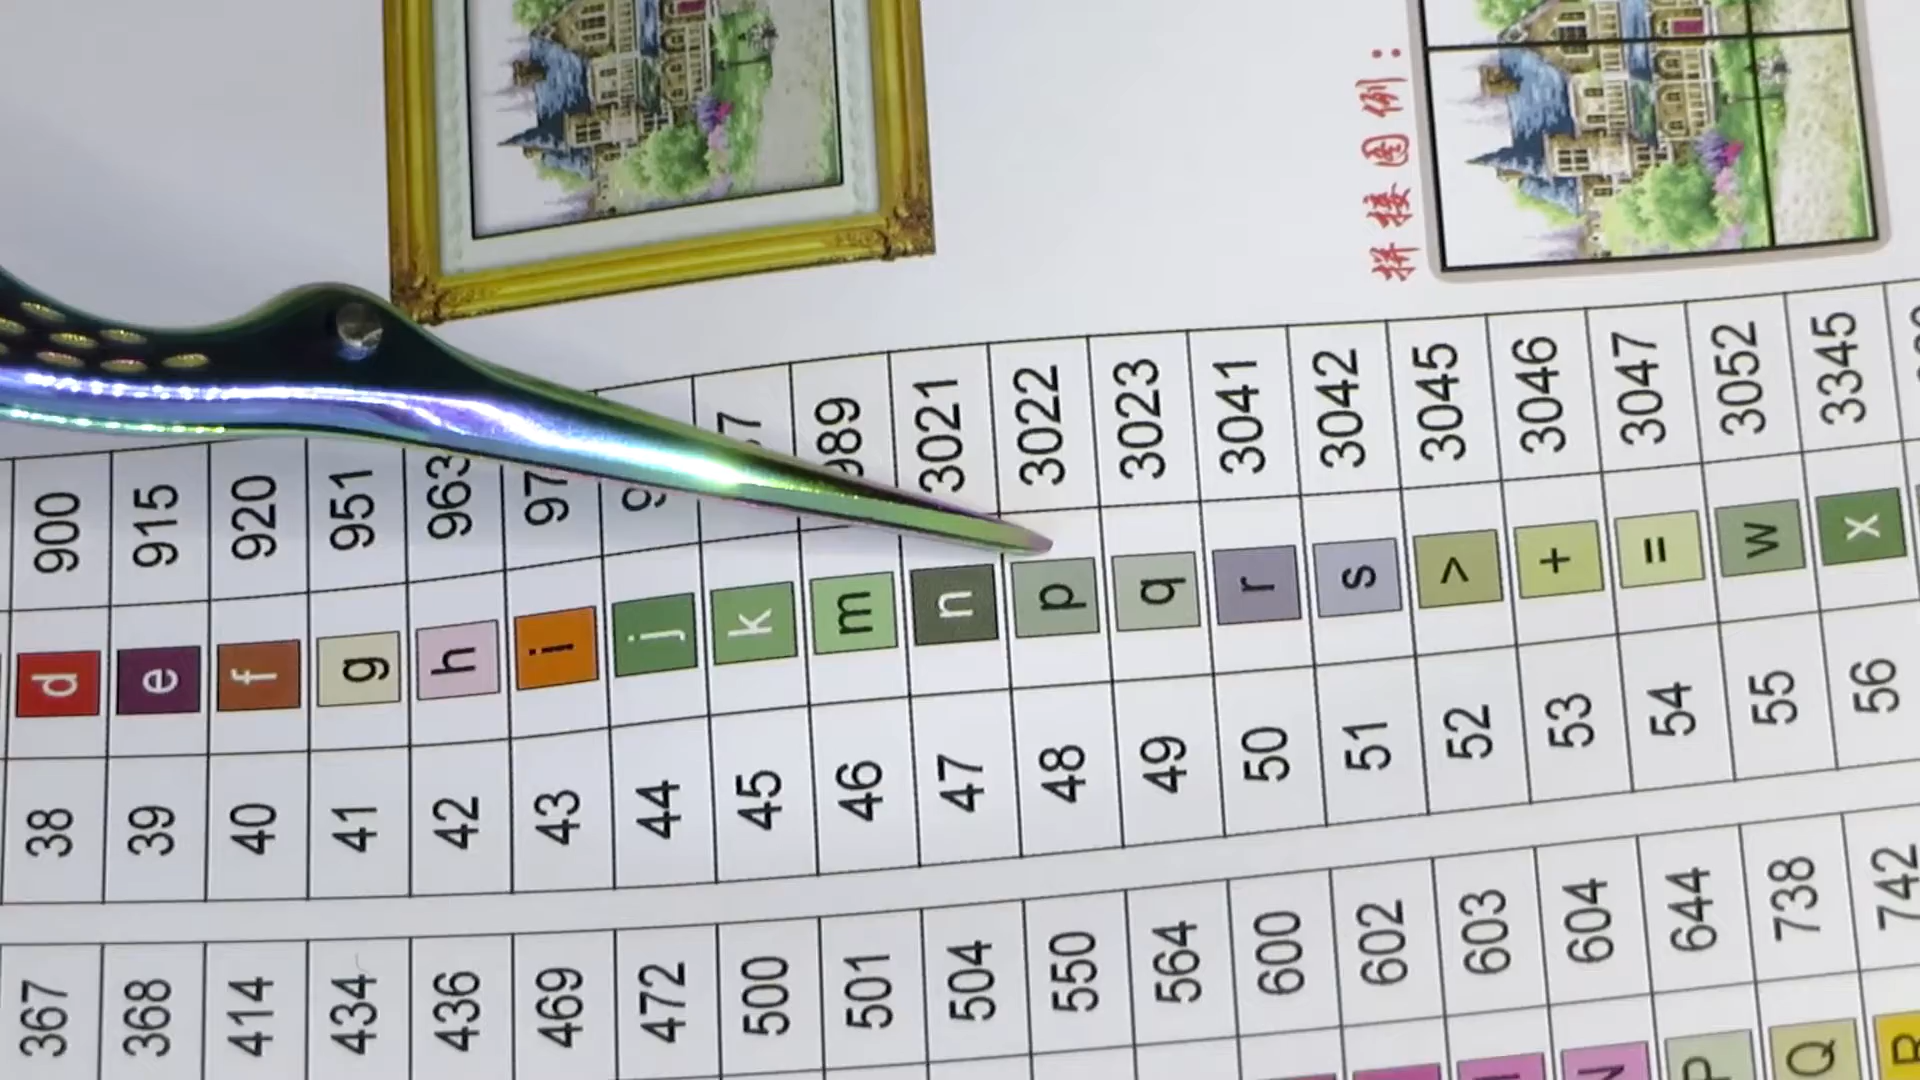 拼接图例：
38 d 900
39 e 915
40 f 920
41 g 951
42 h 963
43 i
44 j
45 k
46 m 989
47 n 3021
48 p 3022
49 q 3023
50 r 3041
51 s 3042
52 > 3045
53 + 3046
54 = 3047
55 w 3052
56 x 3345
367
368
414
434
436
469
472
500
501
504
550
564
600
602
603
N 604
P 644
Q 738
R 742